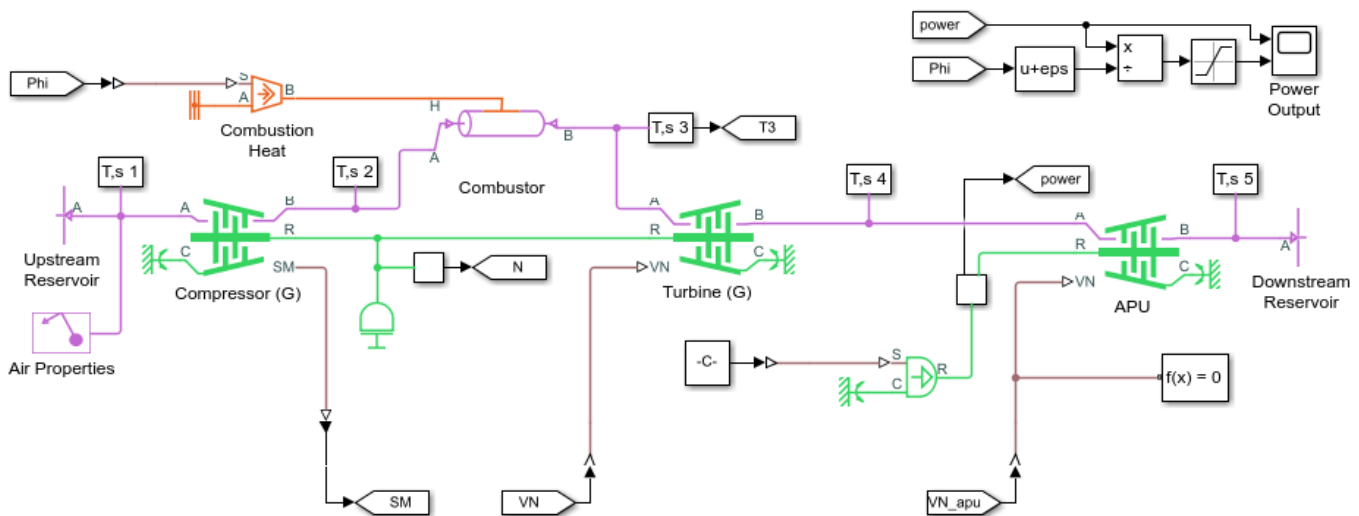 power
Phi
u+eps
x
÷
Power
Output
Phi
S
A
B
Combustion
Heat
H
A
B
Combustor
T,s 3
T3
T,s 1
T,s 2
T,s 4
power
T,s 5
A
Upstream
Reservoir
A
B
C
R
SM
Compressor (G)
N
A
B
R
VN
C
Turbine (G)
A
B
R
VN
C
APU
A
Downstream
Reservoir
Air Properties
-C-
S
C
R
f(x) = 0
SM
VN
VN_apu